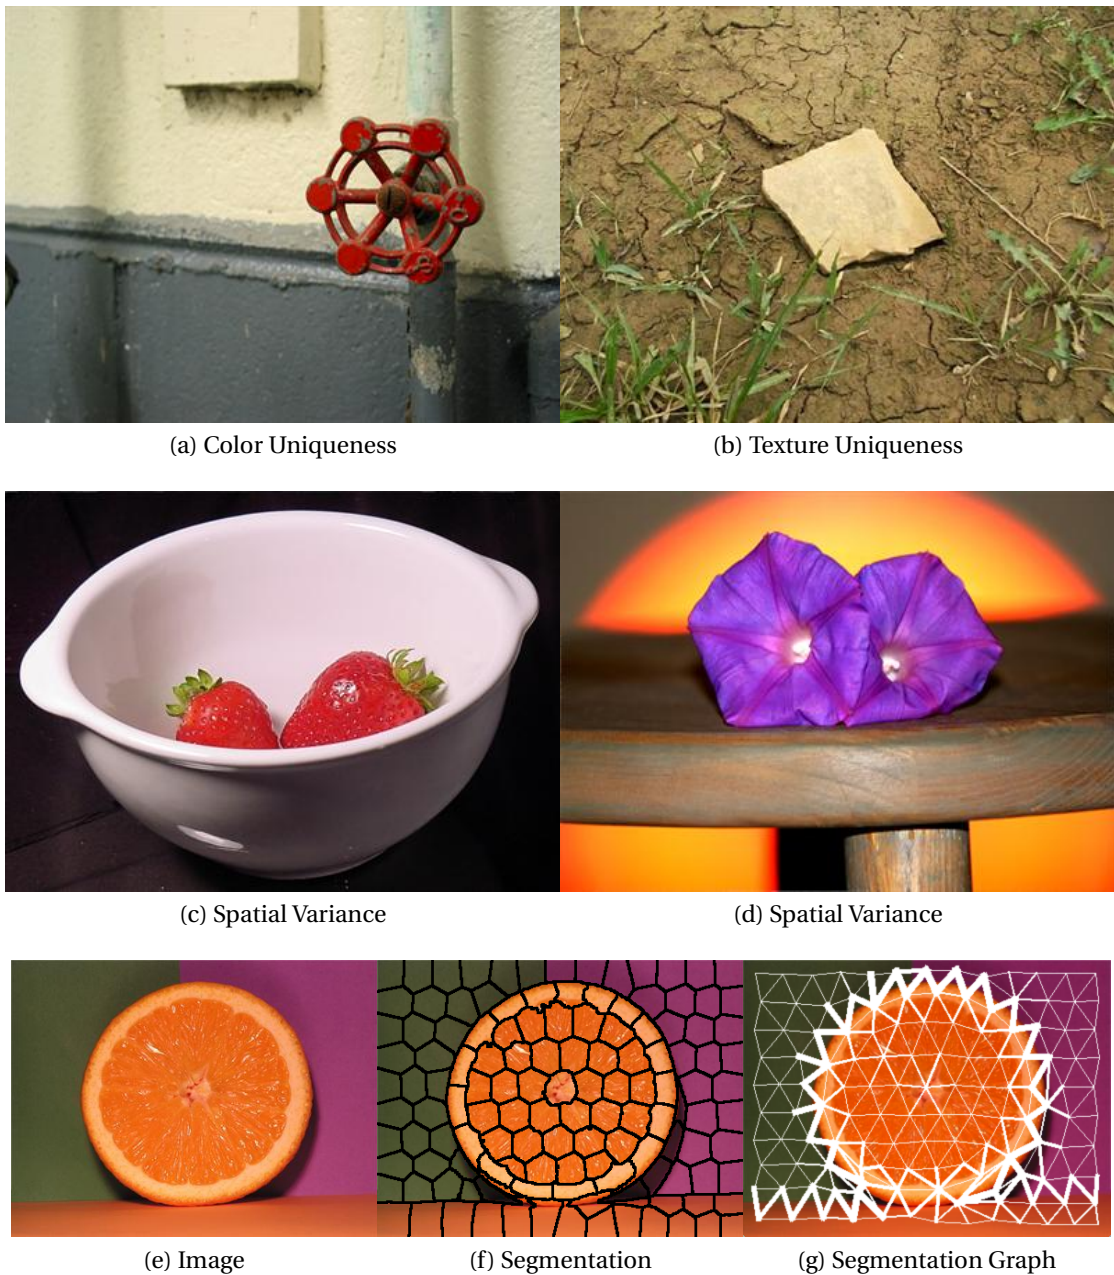 (a) Color Uniqueness
(b) Texture Uniqueness
(c) Spatial Variance
(d) Spatial Variance
(e) Image
(f) Segmentation
(g) Segmentation Graph